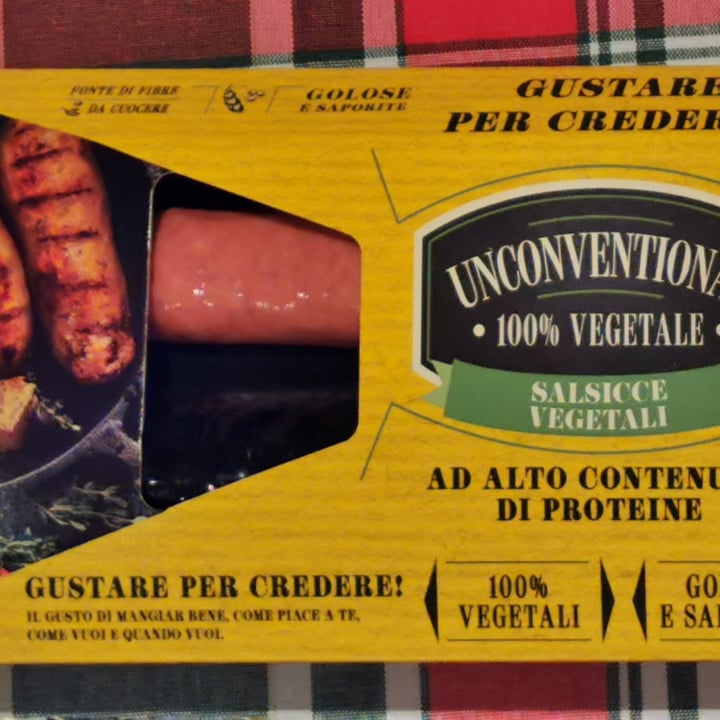 FONTE DI FIBRE
DA CUOCERE
GOLOSE
E SAPORITE
GUSTARE
PER CREDER
UNCONVENTIONA
• 100% VEGETALE •
SALSICCE
VEGETALI
AD ALTO CONTENU
DI PROTEINE
GUSTARE PER CREDERE!
IL GUSTO DI MANGIAR BENE, COME PIACE A TE,
COME VUOI E QUANDO VUOI.
100%
VEGETALI
GO
E SA